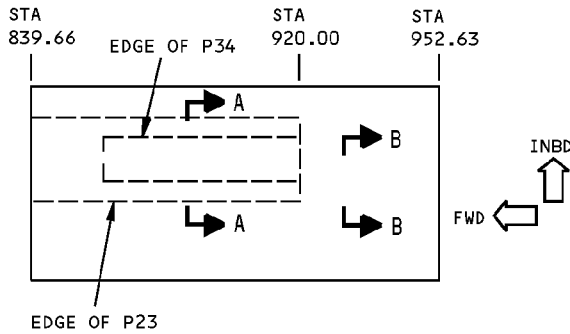 STA
839.66
STA
920.00
STA
952.63
EDGE OF P34
A
B
INBD
A
B
FWD
EDGE OF P23